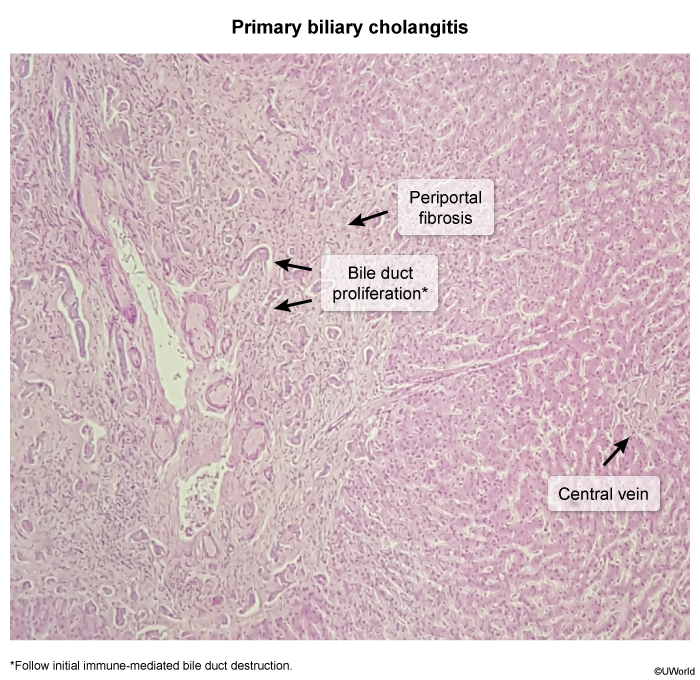 Primary biliary cholangitis
Periportal
fibrosis
Bile duct
proliferation*
Central vein
*Follow initial immune-mediated bile duct destruction.
©UWorld